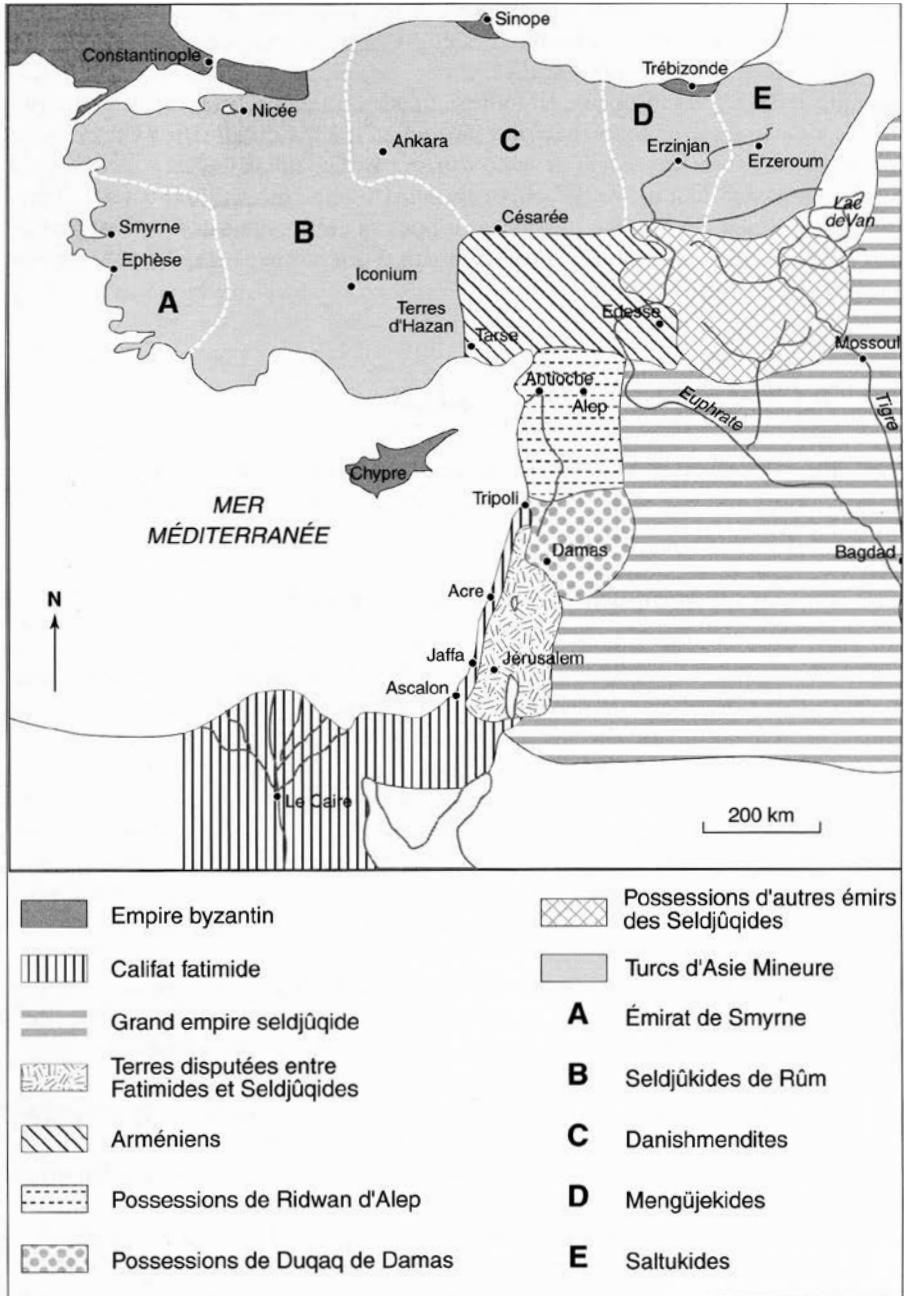 Sinope
Constantinople
Trébizonde
Nicée
E
D
Ankara
C
Erzinjan
Erzeroum
Lac
deVan
Césarée
Smyrne
B
Ephèse
Iconium
A
Terres
d'Hazan
Edesse
Tarse
Mossoul
Antioche
Alep
Euphrate
Tigre
Chypre
Tripoli
MER
MÉDITERRANÉE
Damas
Bagdad
Acre
N
Jaffa
Jérusalem
Ascalon
Le Caire
200 km
Empire byzantin
Califat fatimide
Grand empire seldjûqide
Terres disputées entre
Fatimides et Seldjûqides
Arméniens
Possessions de Ridwan d'Alep
Possessions de Duqaq de Damas
Possessions d'autres émirs
des Seldjûqides
Turcs d'Asie Mineure
A Émirat de Smyrne
B Seldjûkides de Rûm
C Danishmendites
D Mengüjekides
E Saltukides